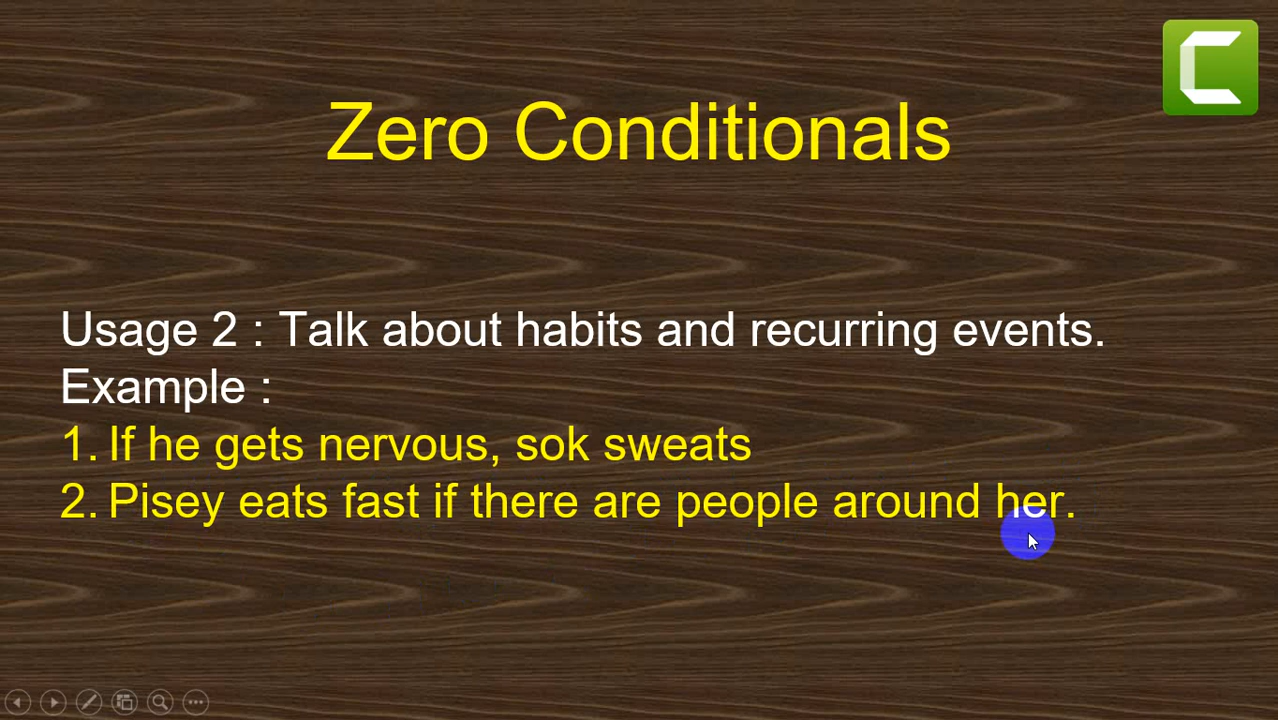 Zero Conditionals
Usage 2 : Talk about habits and recurring events.
Example :
1. If he gets nervous, sok sweats
2. Pisey eats fast if there are people around her.